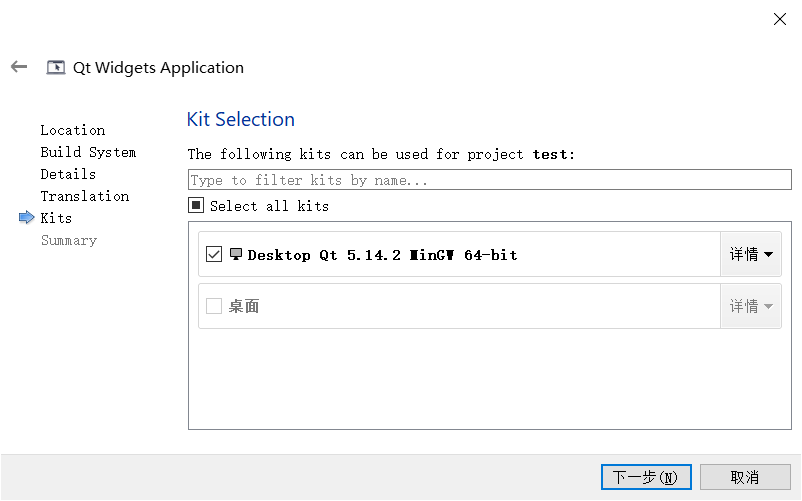 Qt Widgets Application
Location
Build System
Details
Translation
Kits
Summary
Kit Selection
The following kits can be used for project test:
Type to filter kits by name...
Select all kits
Desktop Qt 5.14.2 MinGW 64-bit 详情
桌面 详情
下一步(N) 取消